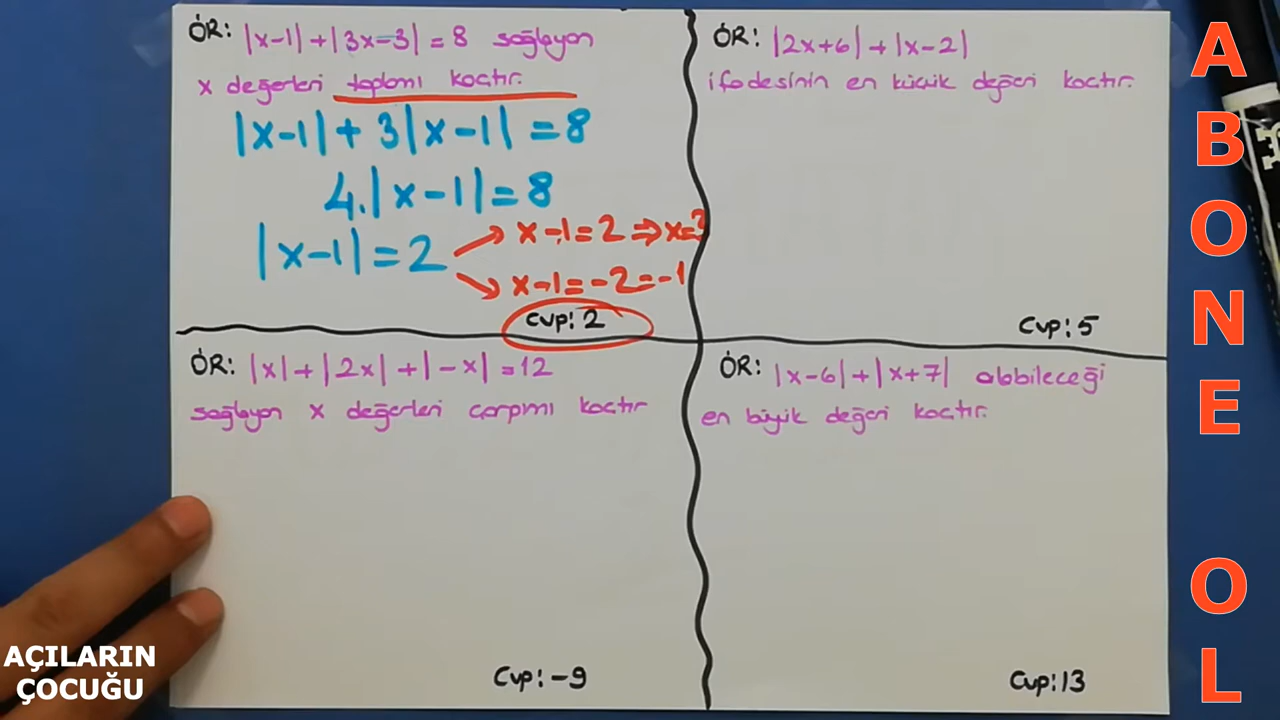 ÖR: |x-1|+|3x-3| = 8 sağlayan
x değerleri toplamı kaçtır.
|x-1|+3|x-1|=8
4.|x-1|=8
|x-1|=2
x-1=2⇒x=3
x-1=-2=-1
Cvp: 2
ÖR: |2x+6|+|x-2|
ifadesinin en küçük değeri kaçtır.
Cvp: 5
ÖR: |x|+|2x|+|-x|=12
sağlayan x değerleri çarpımı kaçtır
Cvp: -9
ÖR: |x-6|+|x+7| alabileceği
en büyük değeri kaçtır.
Cvp: 13
ABONE OL
AÇILARIN
ÇOCUĞU